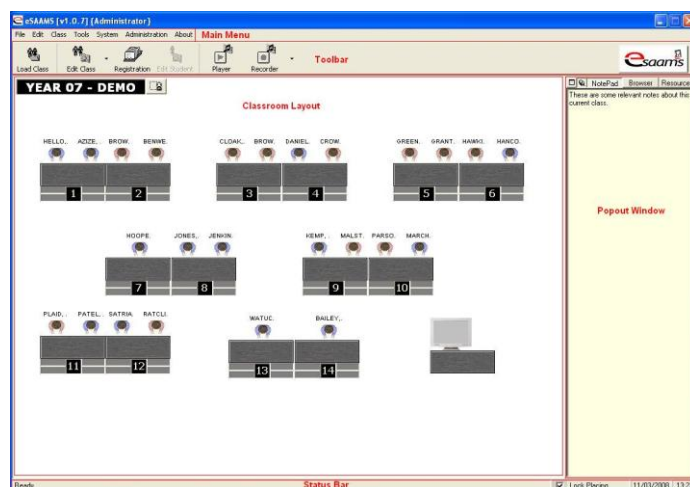 eSAAMS [v1.0.7] {Administrator}
File Edit Class Tools System Administration About Main Menu
Load Class Edit Class Registration Edit Student Player Recorder Toolbar
esaams
YEAR 07 - DEMO
NotePad Browser Resource
Classroom Layout
These are some relevant notes about this
current class.
HELLO,. AZIZE,. BROW. BENWE. CLOAK,. BROW. DANIEL. CROW. GREEN. GRANT. HAWKI. HANCO.
1 2 3 4 5 6
Popout Window
HOOPE. JONES,. JENKIN. KEMP, . MALST. PARSO. MARCH.
7 8 9 10
PLAID, . PATEL,. SATRIA. RATCLI. WATUC. BAILEY,.
11 12 13 14
Ready Status Bar Lock Placing 11/03/2008